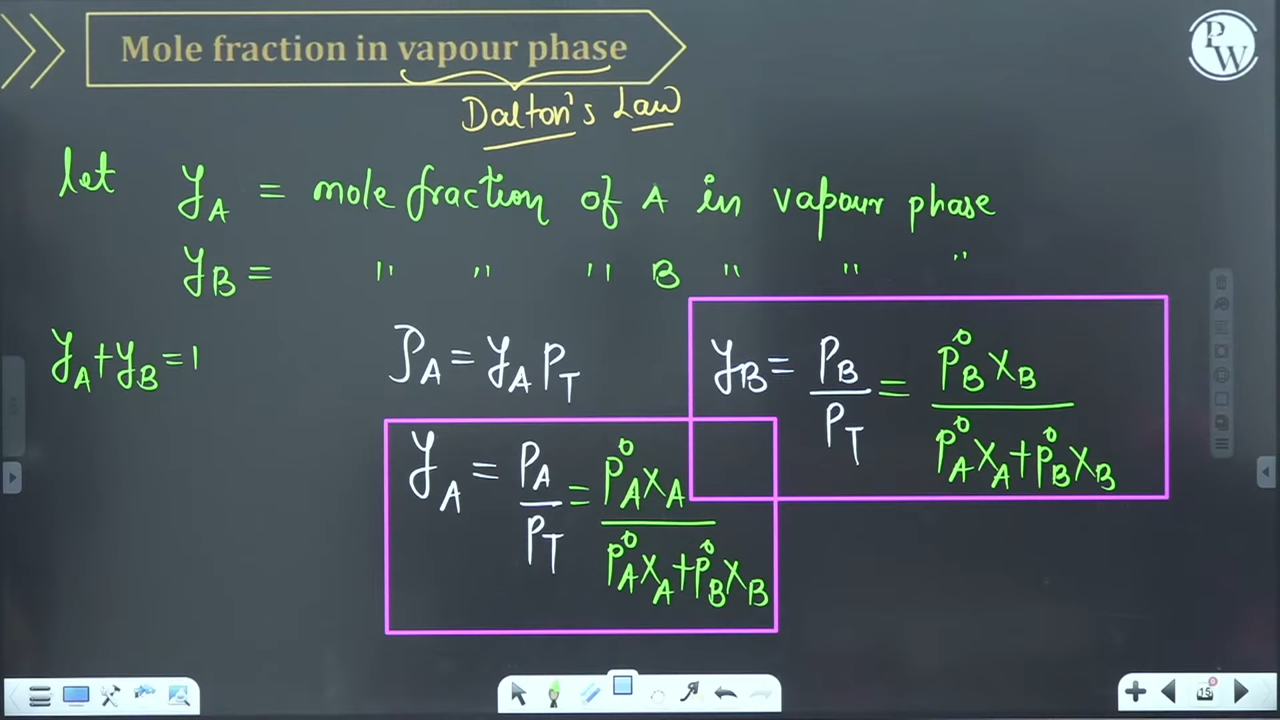 Mole fraction in vapour phase
PW
Dalton's Law
let y_A = mole fraction of A in vapour phase
y_B = " " " B " " "
y_A + y_B = 1
P_A = y_A P_T
y_B = P_B / P_T = P°_B X_B / P°_A X_A + P°_B X_B
y_A = P_A / P_T = P°_A X_A / P°_A X_A + P°_B X_B
15